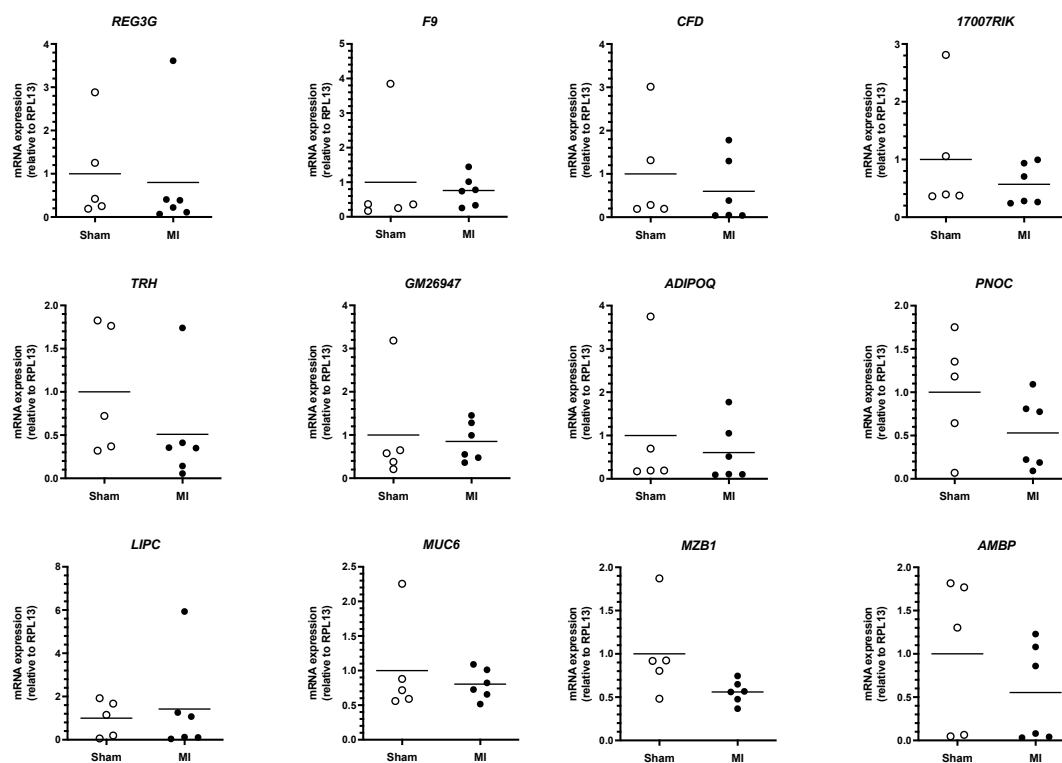 REG3G
mRNA expression
(relative to RPL13)
4
3
2
1
0
Sham
MI
F9
mRNA expression
(relative to RPL13)
5
4
3
2
1
0
Sham
MI
CFD
mRNA expression
(relative to RPL13)
4
3
2
1
0
Sham
MI
17007RIK
mRNA expression
(relative to RPL13)
3
2
1
0
Sham
MI
TRH
mRNA expression
(relative to RPL13)
2.0
1.5
1.0
0.5
0.0
Sham
MI
GM26947
mRNA expression
(relative to RPL13)
4
3
2
1
0
Sham
MI
ADIPOQ
mRNA expression
(relative to RPL13)
4
3
2
1
0
Sham
MI
PNOC
mRNA expression
(relative to RPL13)
2.0
1.5
1.0
0.5
0.0
Sham
MI
LIPC
mRNA expression
(relative to RPL13)
8
6
4
2
0
Sham
MI
MUC6
mRNA expression
(relative to RPL13)
2.5
2.0
1.5
1.0
0.5
0.0
Sham
MI
MZB1
mRNA expression
(relative to RPL13)
2.0
1.5
1.0
0.5
0.0
Sham
MI
AMBP
mRNA expression
(relative to RPL13)
2.0
1.5
1.0
0.5
0.0
Sham
MI